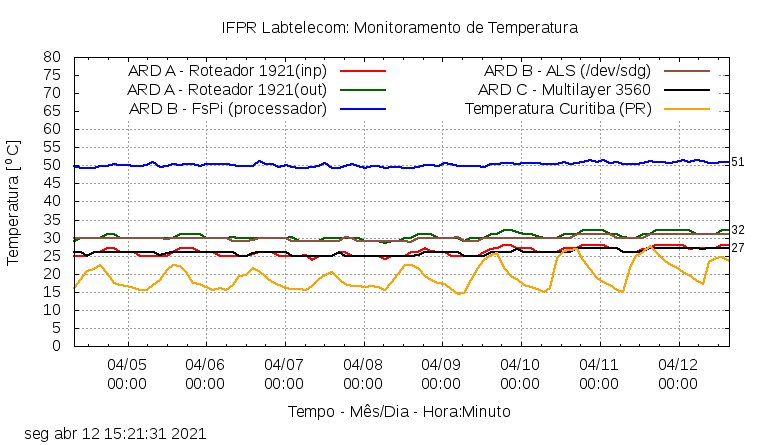 IFPR Labtelecom: Monitoramento de Temperatura
ARD A - Roteador 1921(inp)
ARD A - Roteador 1921(out)
ARD B - FsPi (processador)
ARD B - ALS (/dev/sdg)
ARD C - Multilayer 3560
Temperatura Curitiba (PR)
Temperatura [ ºC]
80
75
70
65
60
55
50
45
40
35
30
25
20
15
10
5
0
51
32
27
04/05 04/06 04/07 04/08 04/09 04/10 04/11 04/12
00:00 00:00 00:00 00:00 00:00 00:00 00:00 00:00
Tempo - Mês/Dia - Hora:Minuto
seg abr 12 15:21:31 2021